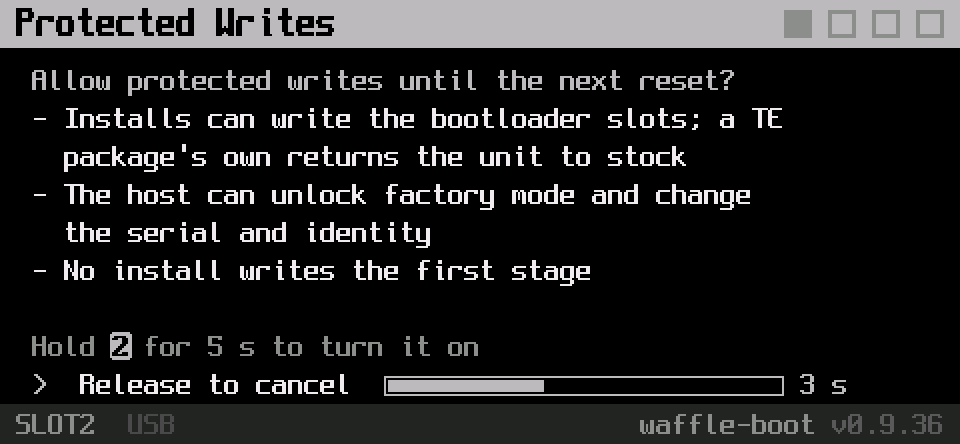 Protected Writes
Allow protected writes until the next reset?
- Installs can write the bootloader slots; a TE
package's own returns the unit to stock
- The host can unlock factory mode and change
the serial and identity
- No install writes the first stage
Hold 2 for 5 s to turn it on
> Release to cancel 3 s
SLOT2 USB waffle-boot v0.9.36